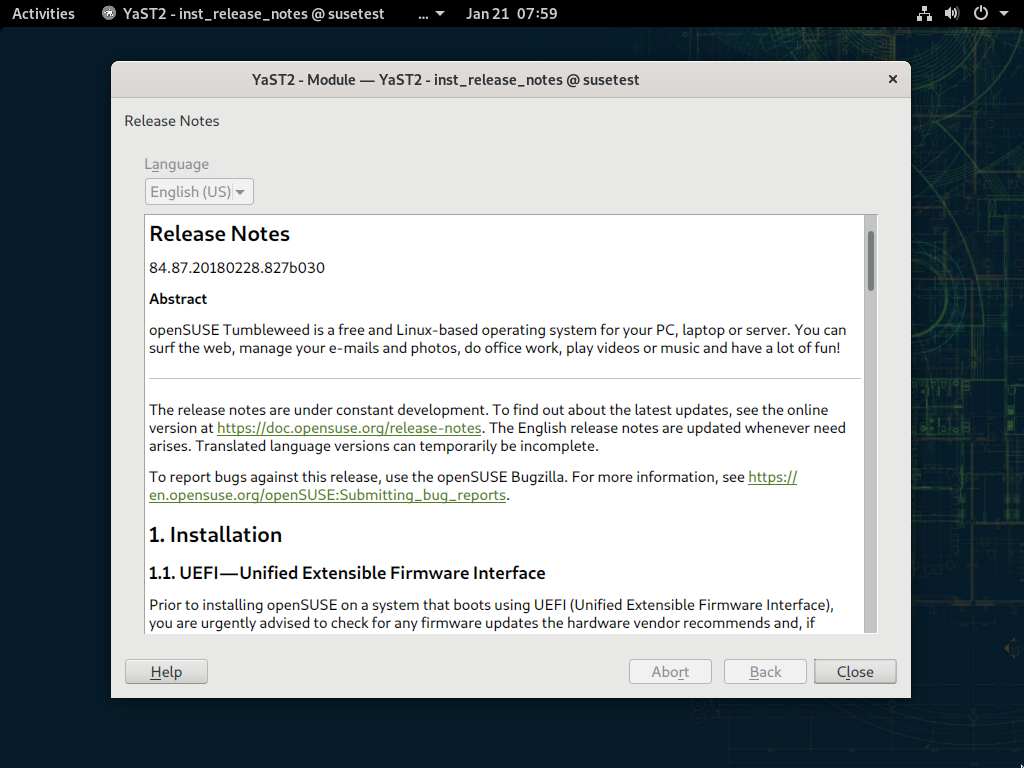 Activities YaST2 - inst_release_notes @ susetest ... Jan 21 07:59
YaST2 - Module — YaST2 - inst_release_notes @ susetest ×
Release Notes
Language
English (US)
Release Notes
84.87.20180228.827b030
Abstract
openSUSE Tumbleweed is a free and Linux-based operating system for your PC, laptop or server. You can
surf the web, manage your e-mails and photos, do office work, play videos or music and have a lot of fun!
The release notes are under constant development. To find out about the latest updates, see the online
version at https://doc.opensuse.org/release-notes. The English release notes are updated whenever need
arises. Translated language versions can temporarily be incomplete.
To report bugs against this release, use the openSUSE Bugzilla. For more information, see https://
en.opensuse.org/openSUSE:Submitting_bug_reports.
1. Installation
1.1. UEFI—Unified Extensible Firmware Interface
Prior to installing openSUSE on a system that boots using UEFI (Unified Extensible Firmware Interface),
you are urgently advised to check for any firmware updates the hardware vendor recommends and, if
Help Abort Back Close